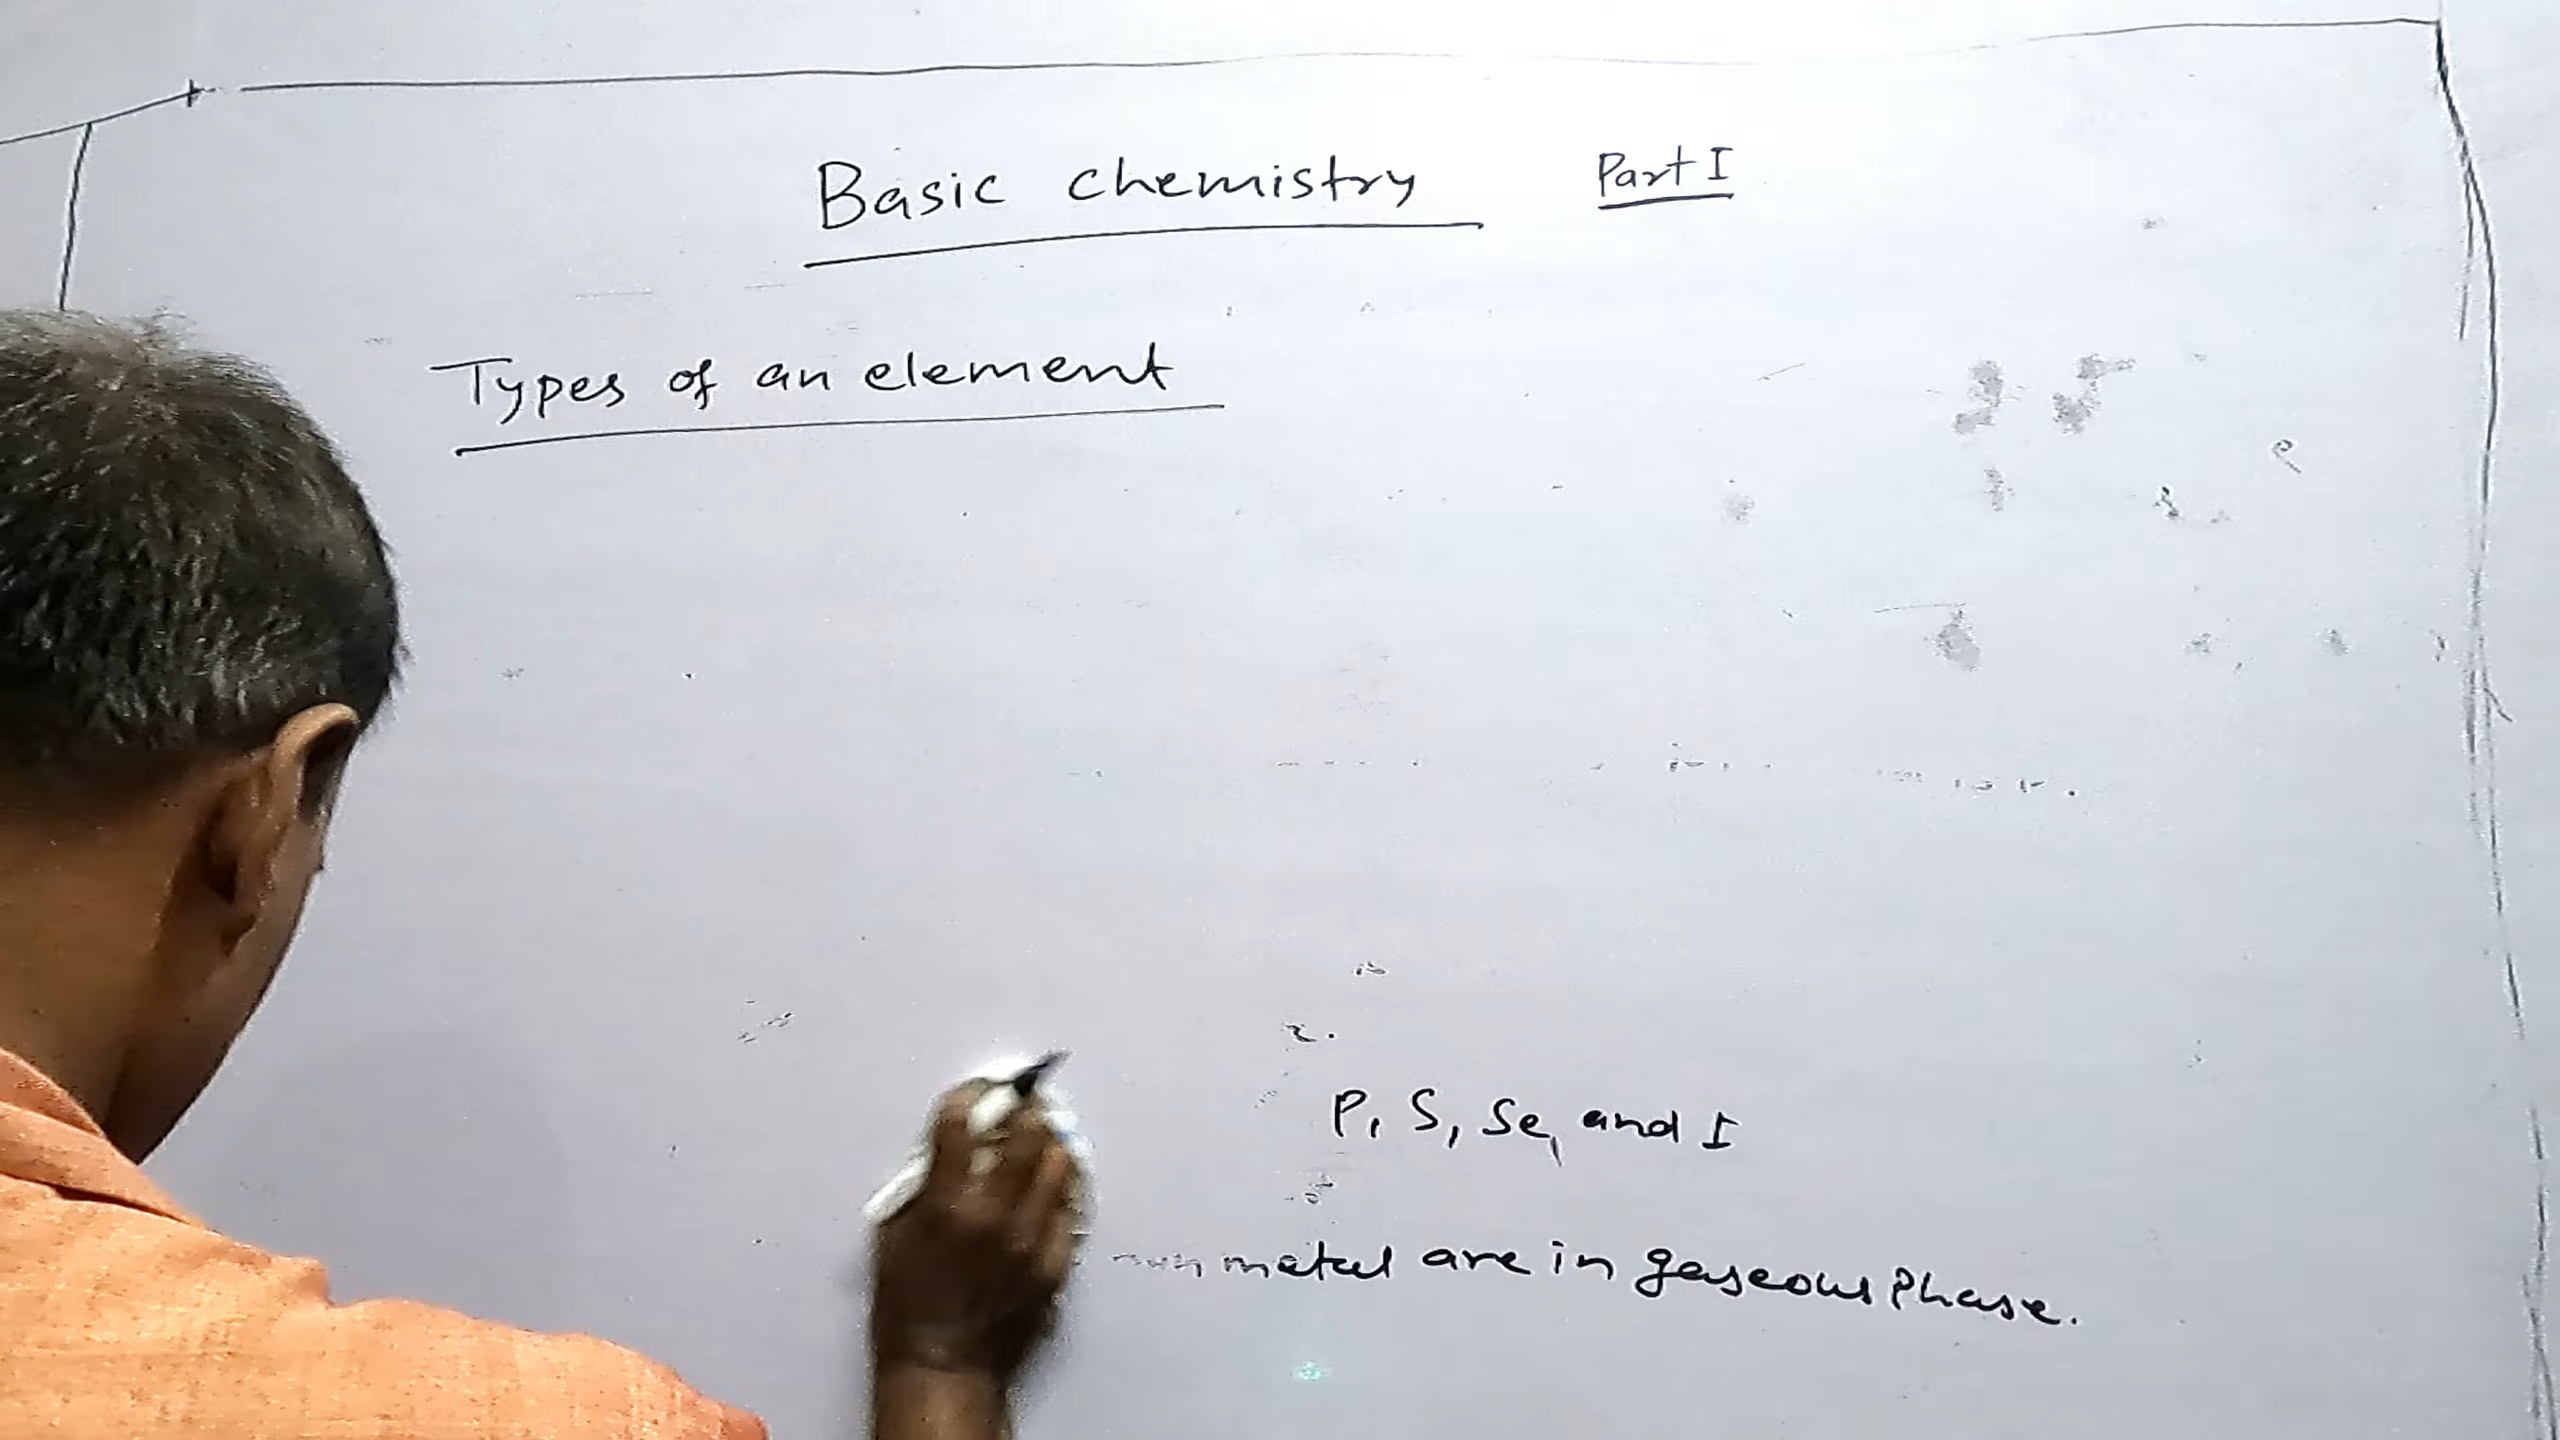 Basic chemistry Part I
Types of an element
P, S, Se, and I
metal are in gaseous Phase.